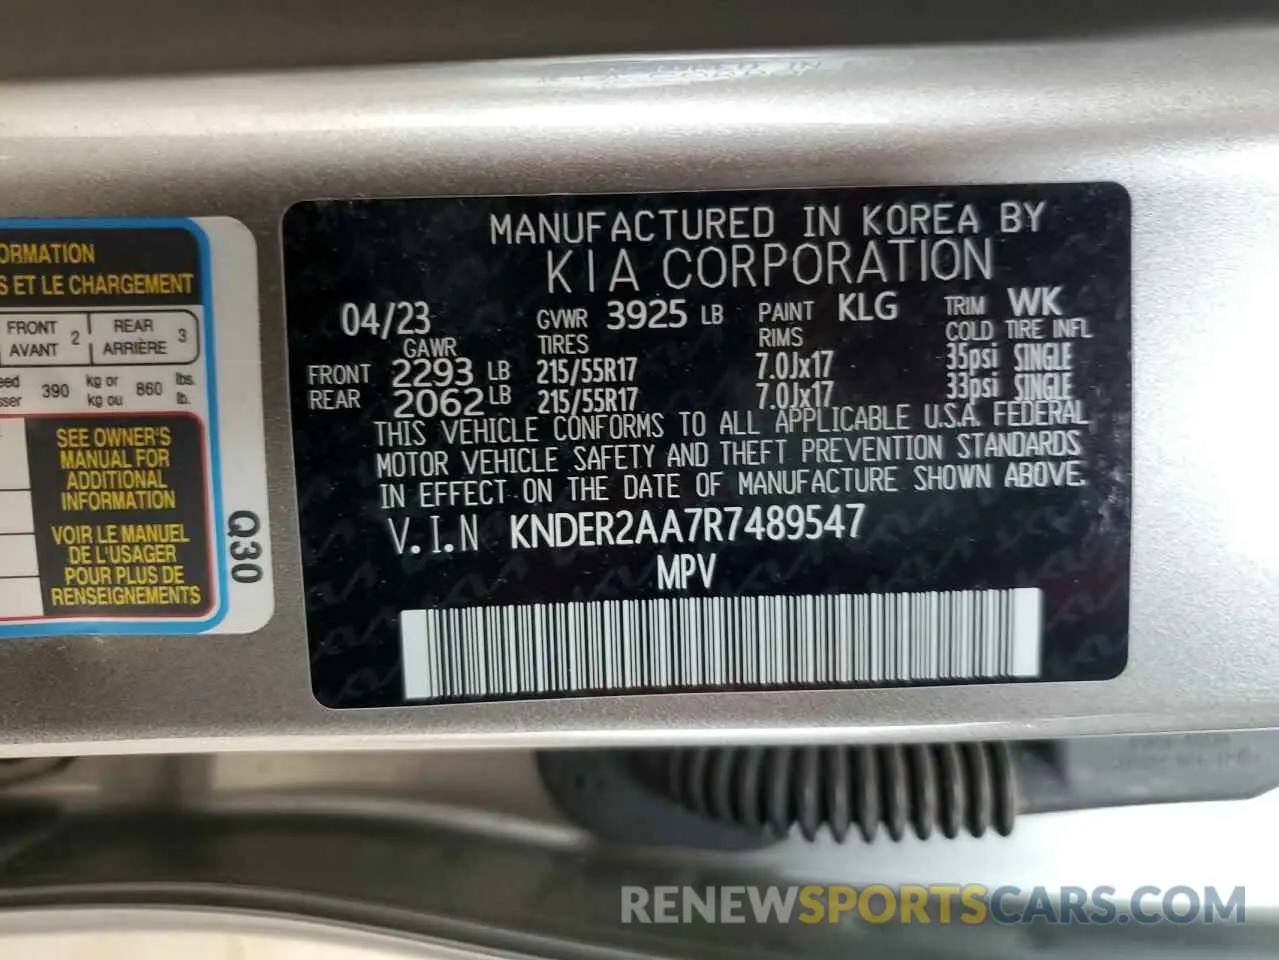 ORMATION
S ET LE CHARGEMENT
FRONT 2 REAR 3
AVANT ARRIÈRE
390 kg or 860 lbs.
kg ou lb.
SEE OWNER'S
MANUAL FOR
ADDITIONAL
INFORMATION
VOIR LE MANUEL
DE L'USAGER
POUR PLUS DE
RENSEIGNEMENTS
Q30
MANUFACTURED IN KOREA BY
KIA CORPORATION
04/23 GVWR 3925 LB PAINT KLG TRIM WK
GAWR TIRES RIMS COLD TIRE INFL
FRONT 2293 LB 215/55R17 7.0Jx17 35psi SINGLE
REAR 2062 LB 215/55R17 7.0Jx17 33psi SINGLE
THIS VEHICLE CONFORMS TO ALL APPLICABLE U.S.A. FEDERAL
MOTOR VEHICLE SAFETY AND THEFT PREVENTION STANDARDS
IN EFFECT ON THE DATE OF MANUFACTURE SHOWN ABOVE.
V.I.N KNDER2AA7R7489547
MPV
RENEWSPORTSCARS.COM/R7489547